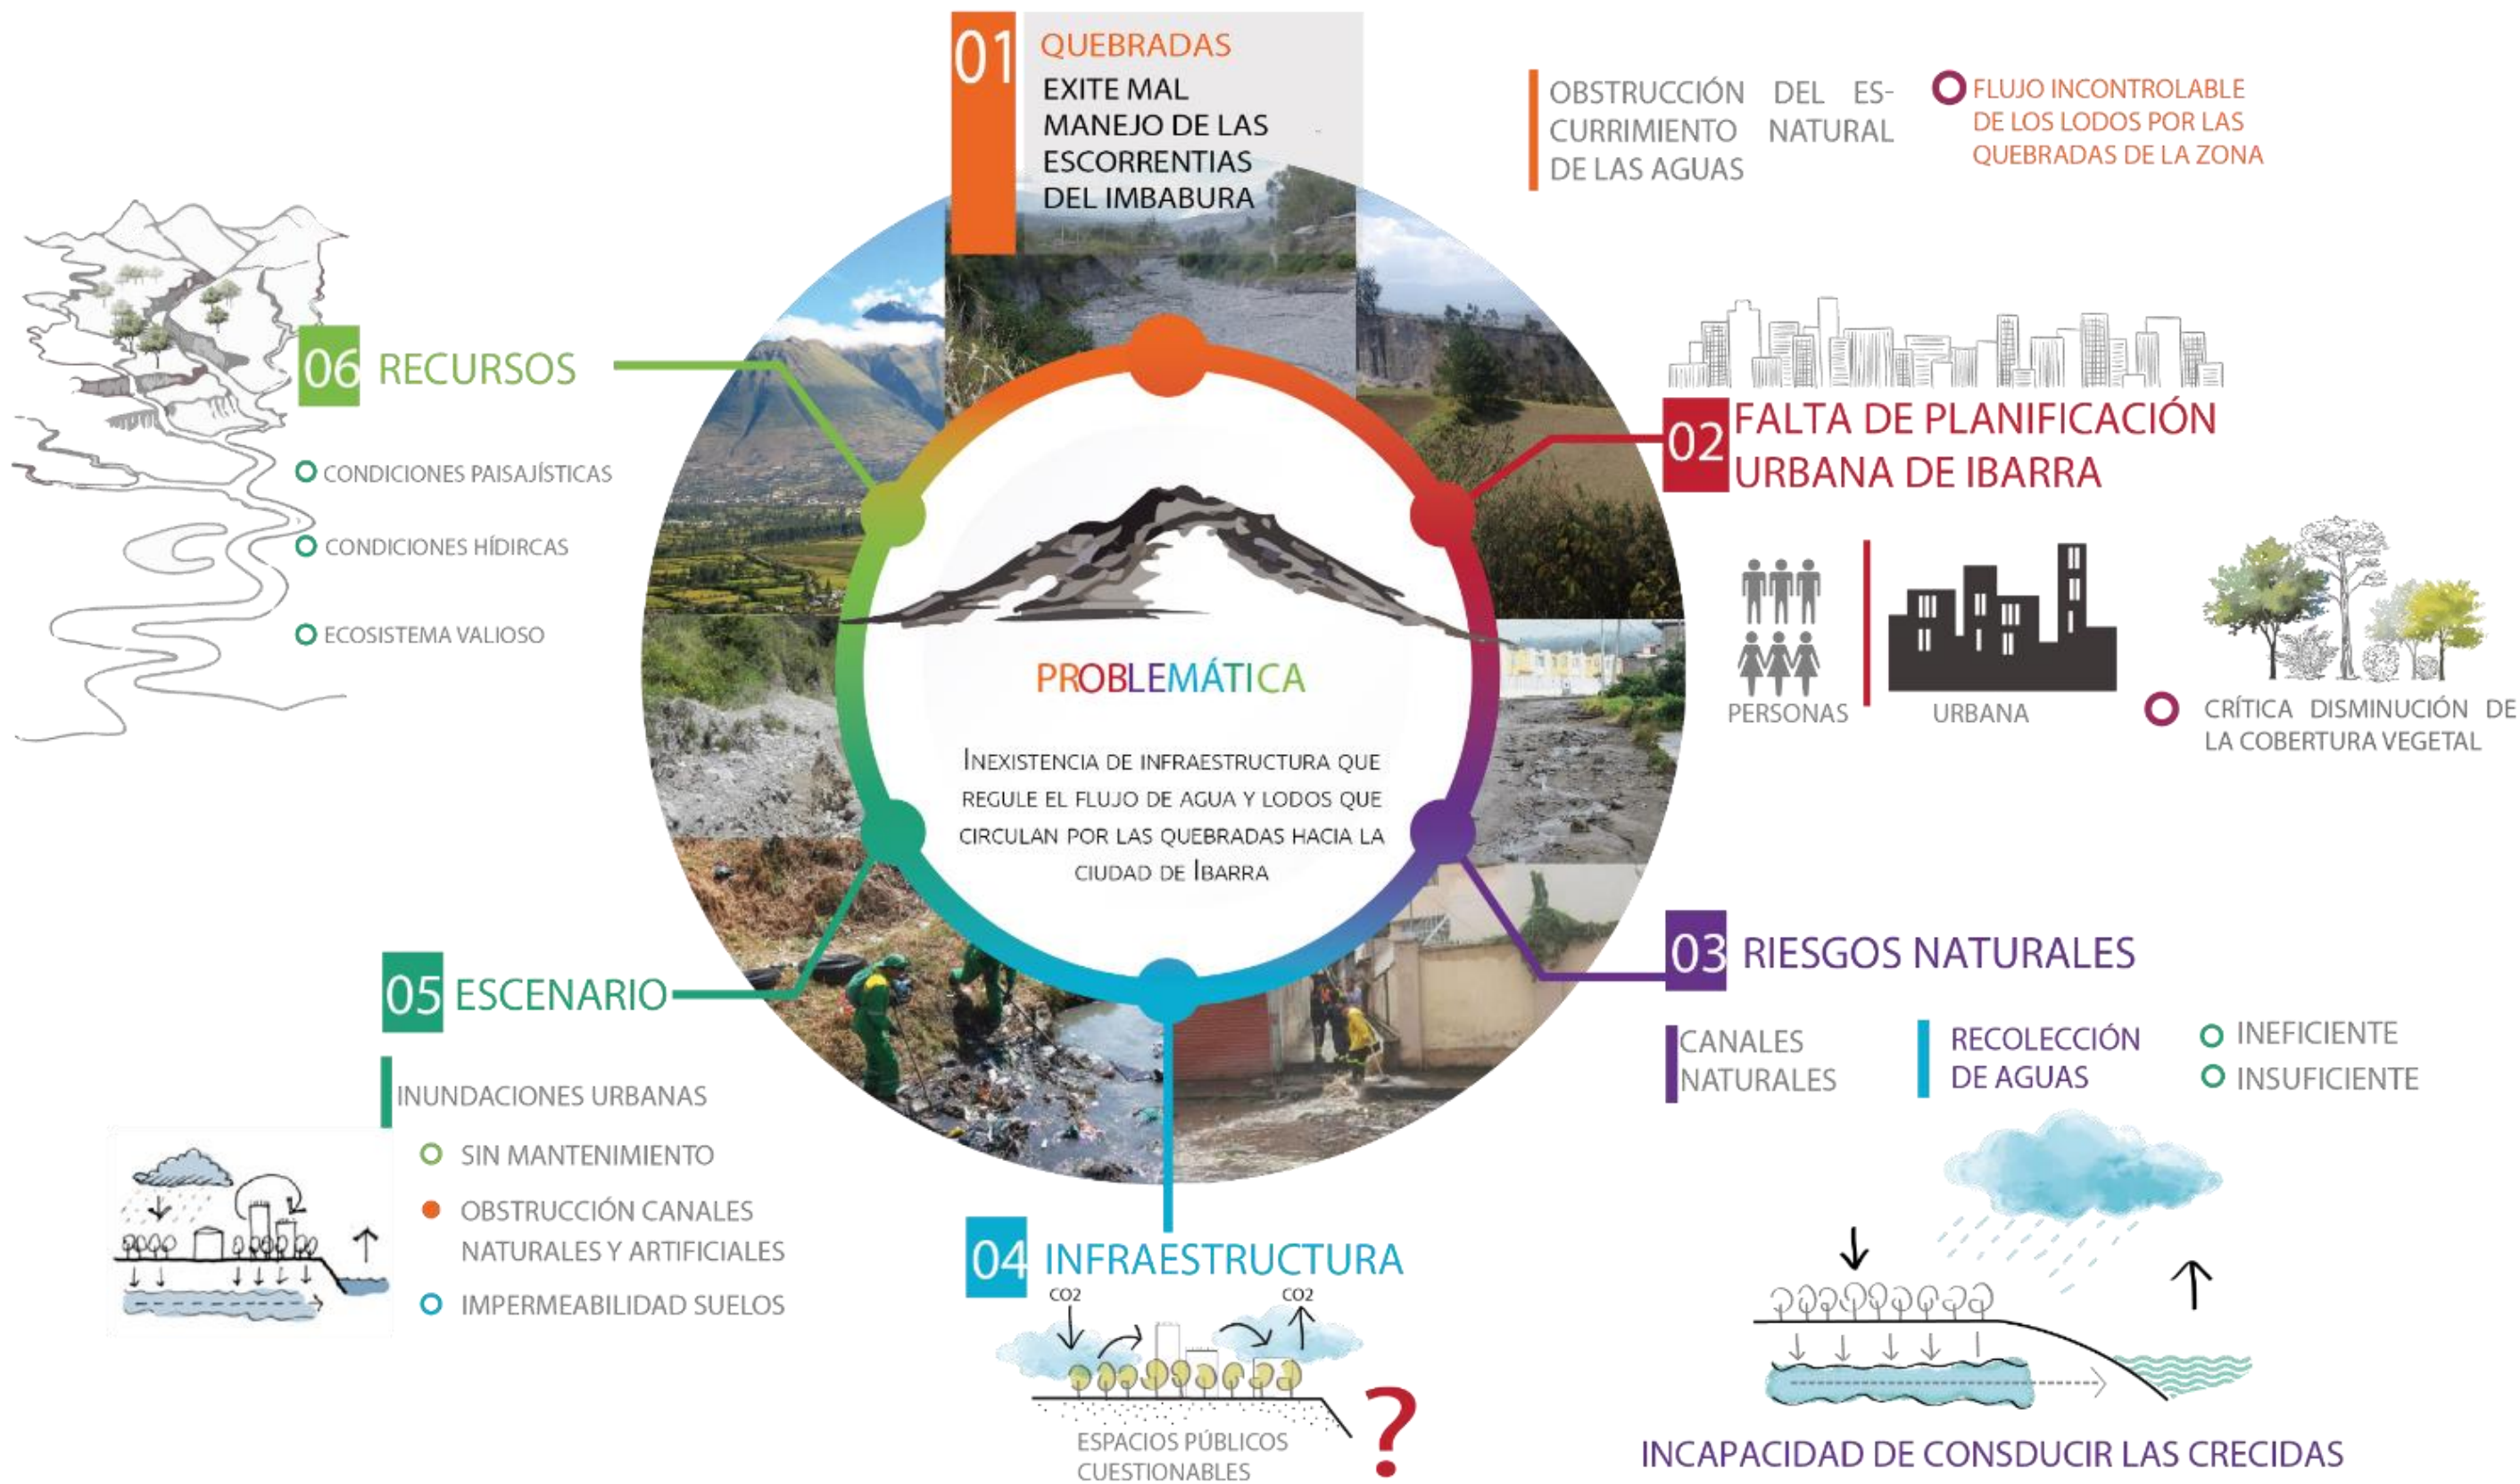 01
QUEBRADAS
EXITE MAL
MANEJO DE LAS
ESCORRENTIAS
DEL IMBABURA
OBSTRUCCIÓN DEL ES-
CURRIMIENTO NATURAL
DE LAS AGUAS
FLUJO INCONTROLABLE
DE LOS LODOS POR LAS
QUEBRADAS DE LA ZONA
02
FALTA DE PLANIFICACIÓN
URBANA DE IBARRA
PERSONAS
URBANA
CRÍTICA DISMINUCIÓN DE
LA COBERTURA VEGETAL
PROBLEMÁTICA
INEXISTENCIA DE INFRAESTRUCTURA QUE
REGULE EL FLUJO DE AGUA Y LODOS QUE
CIRCULAN POR LAS QUEBRADAS HACIA LA
CIUDAD DE IBARRA
03
RIESGOS NATURALES
CANALES
NATURALES
RECOLECCIÓN
DE AGUAS
INEFICIENTE
INSUFICIENTE
INCAPACIDAD DE CONSDUCIR LAS CRECIDAS
04
INFRAESTRUCTURA
CO2
CO2
?
ESPACIOS PÚBLICOS
CUESTIONABLES
05
ESCENARIO
INUNDACIONES URBANAS
SIN MANTENIMIENTO
OBSTRUCCIÓN CANALES
NATURALES Y ARTIFICIALES
IMPERMEABILIDAD SUELOS
06
RECURSOS
CONDICIONES PAISAJÍSTICAS
CONDICIONES HÍDIRCAS
ECOSISTEMA VALIOSO